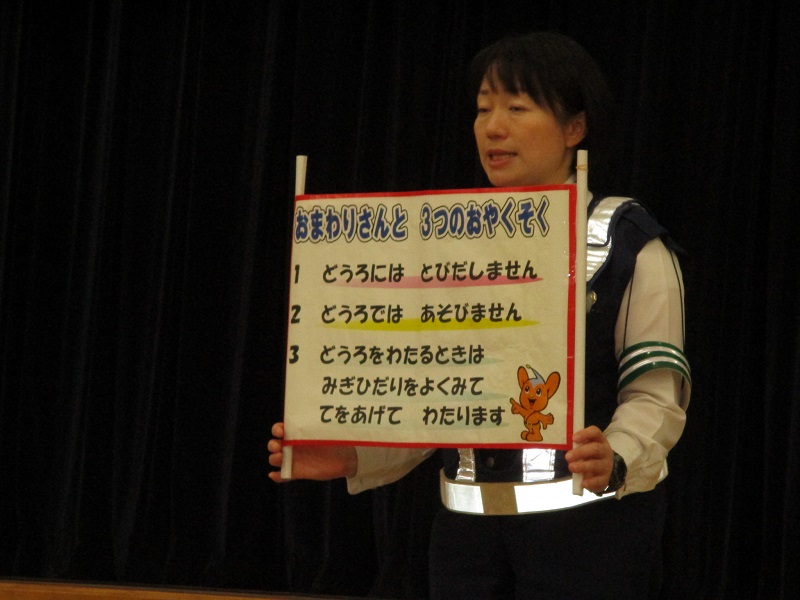 おまわりさんと 3つのおやくそく
1 どうろには とびだしません
2 どうろでは あそびません
3 どうろをわたるときは
みぎひだりをよくみて
てをあげて わたります